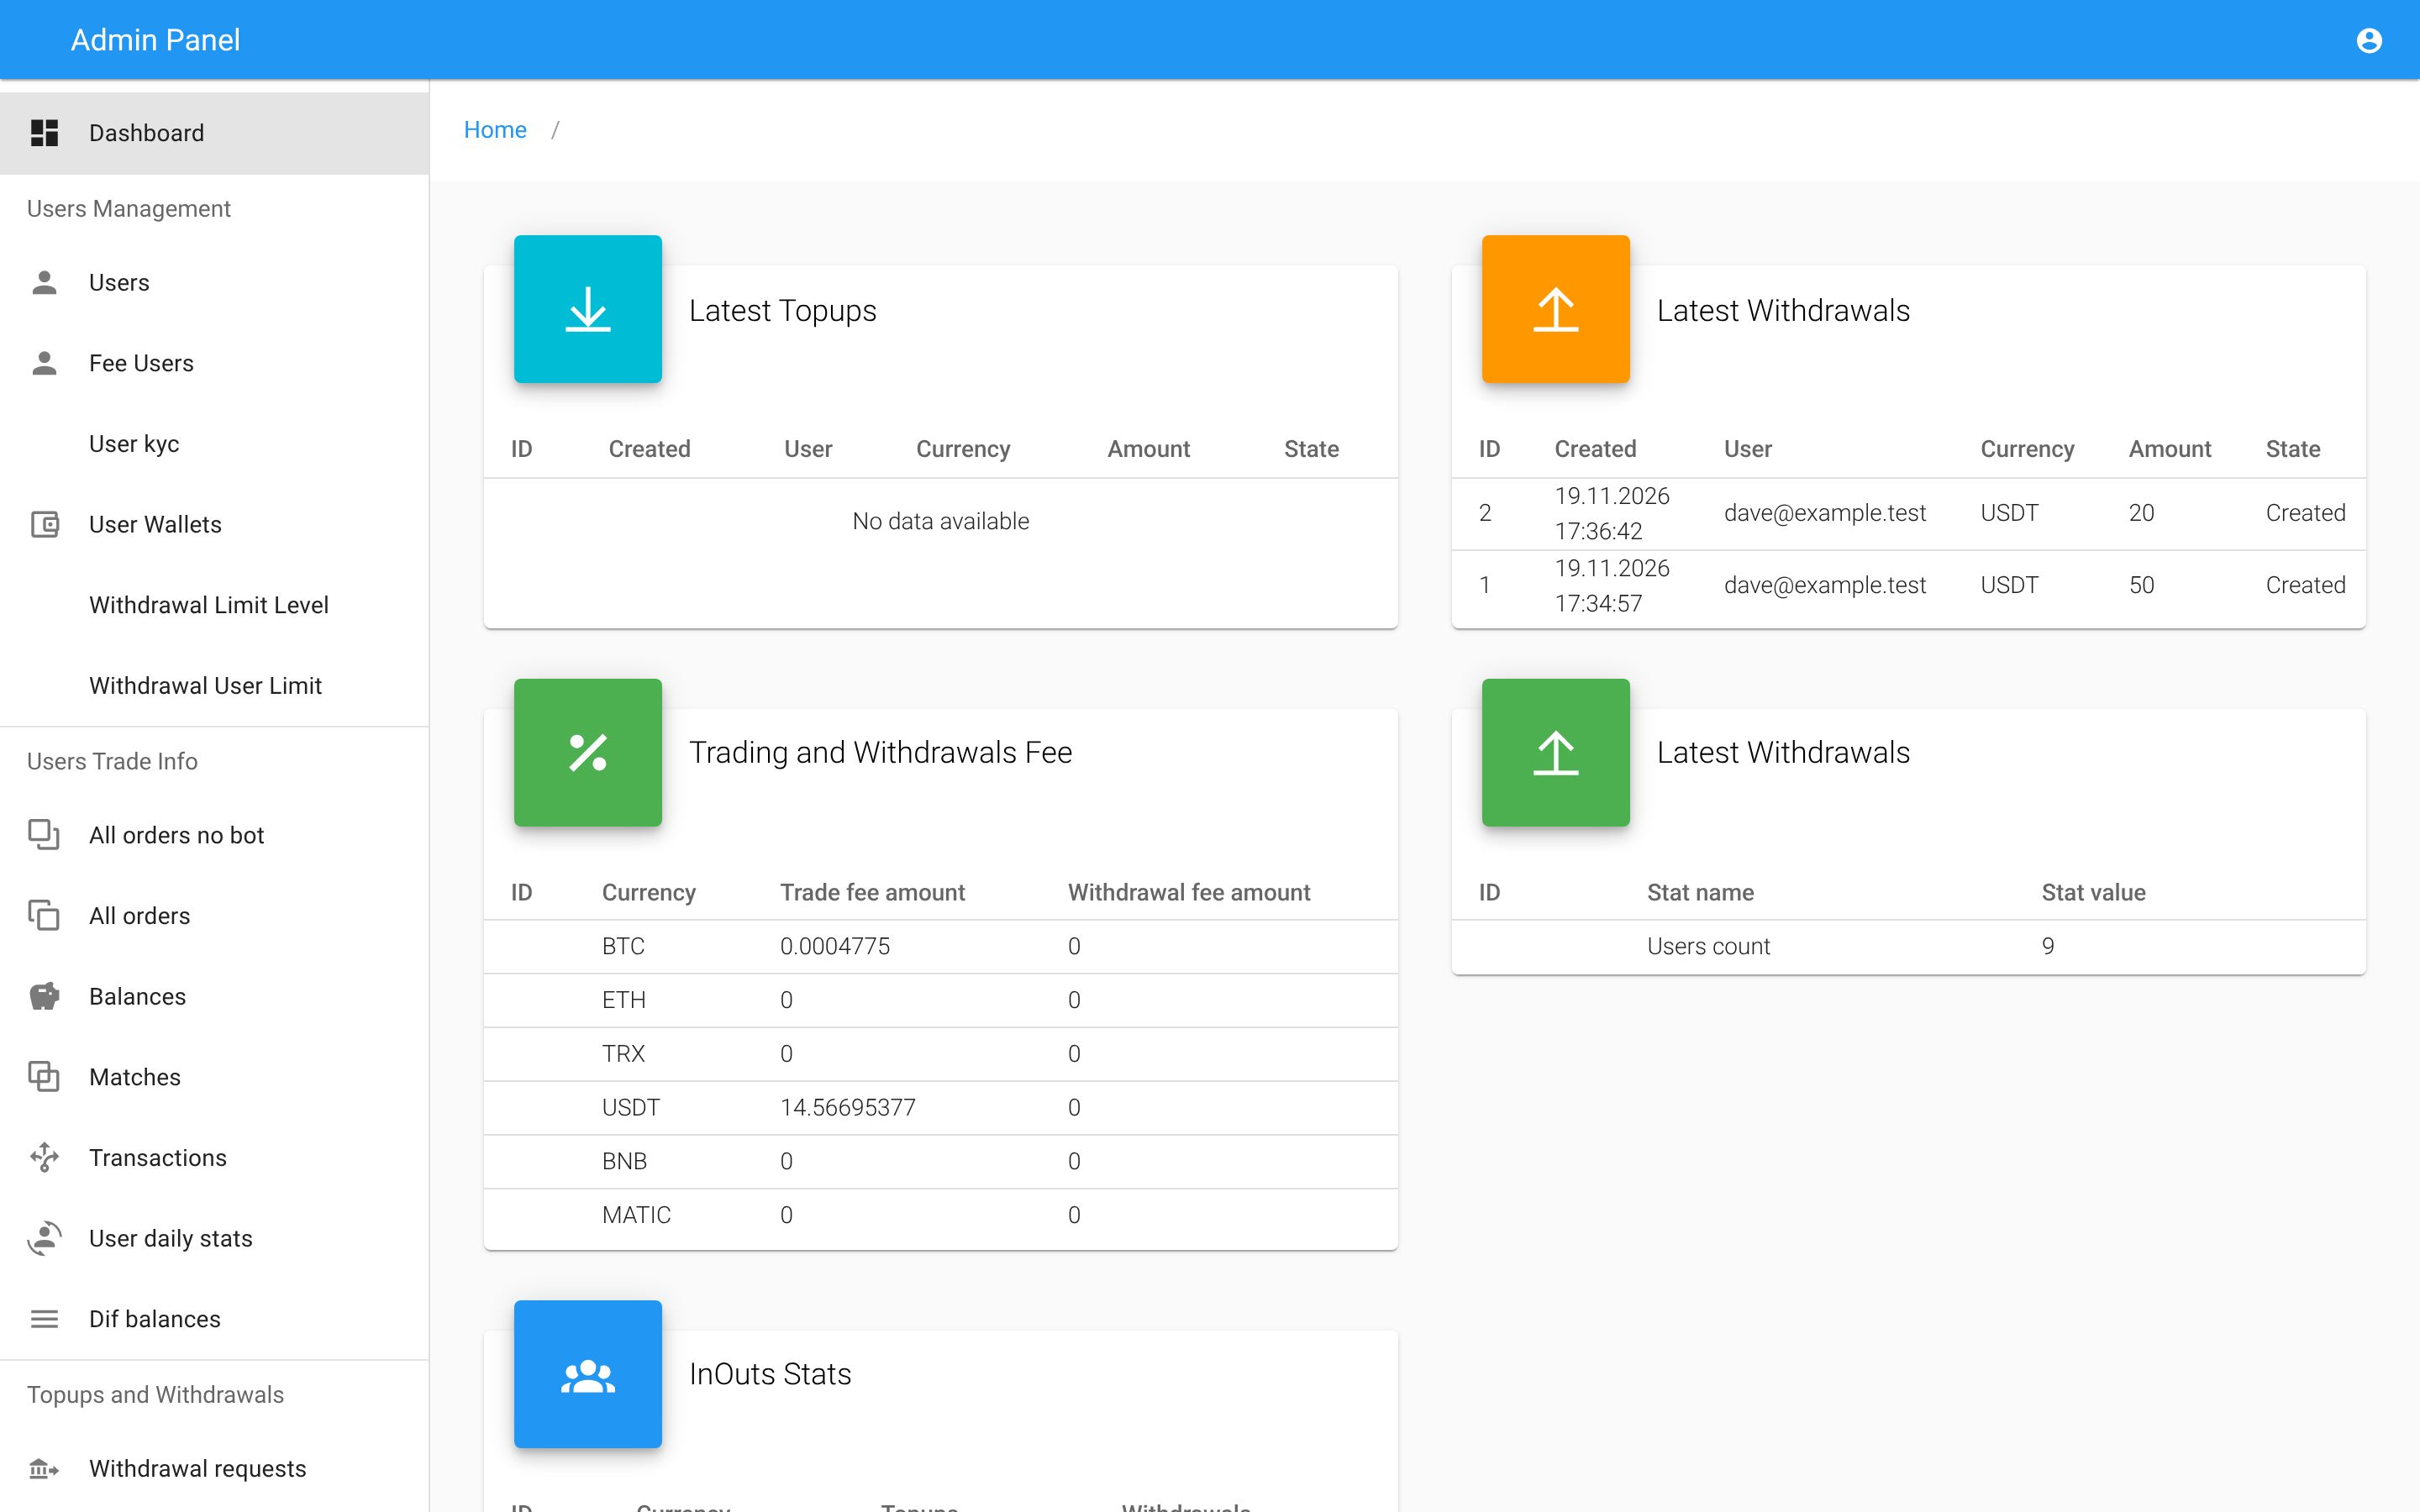 Admin Panel
Dashboard
Users Management
Users
Fee Users
User kyc
User Wallets
Withdrawal Limit Level
Withdrawal User Limit
Users Trade Info
All orders no bot
All orders
Balances
Matches
Transactions
User daily stats
Dif balances
Topups and Withdrawals
Withdrawal requests
Home /
Latest Topups
ID Created User Currency Amount State
No data available
Latest Withdrawals
ID Created User Currency Amount State
2 19.11.2026 17:36:42 dave@example.test USDT 20 Created
1 19.11.2026 17:34:57 dave@example.test USDT 50 Created
Trading and Withdrawals Fee
ID Currency Trade fee amount Withdrawal fee amount
BTC 0.0004775 0
ETH 0 0
TRX 0 0
USDT 14.56695377 0
BNB 0 0
MATIC 0 0
Latest Withdrawals
ID Stat name Stat value
Users count 9
InOuts Stats
ID Currency Topups Withdrawals